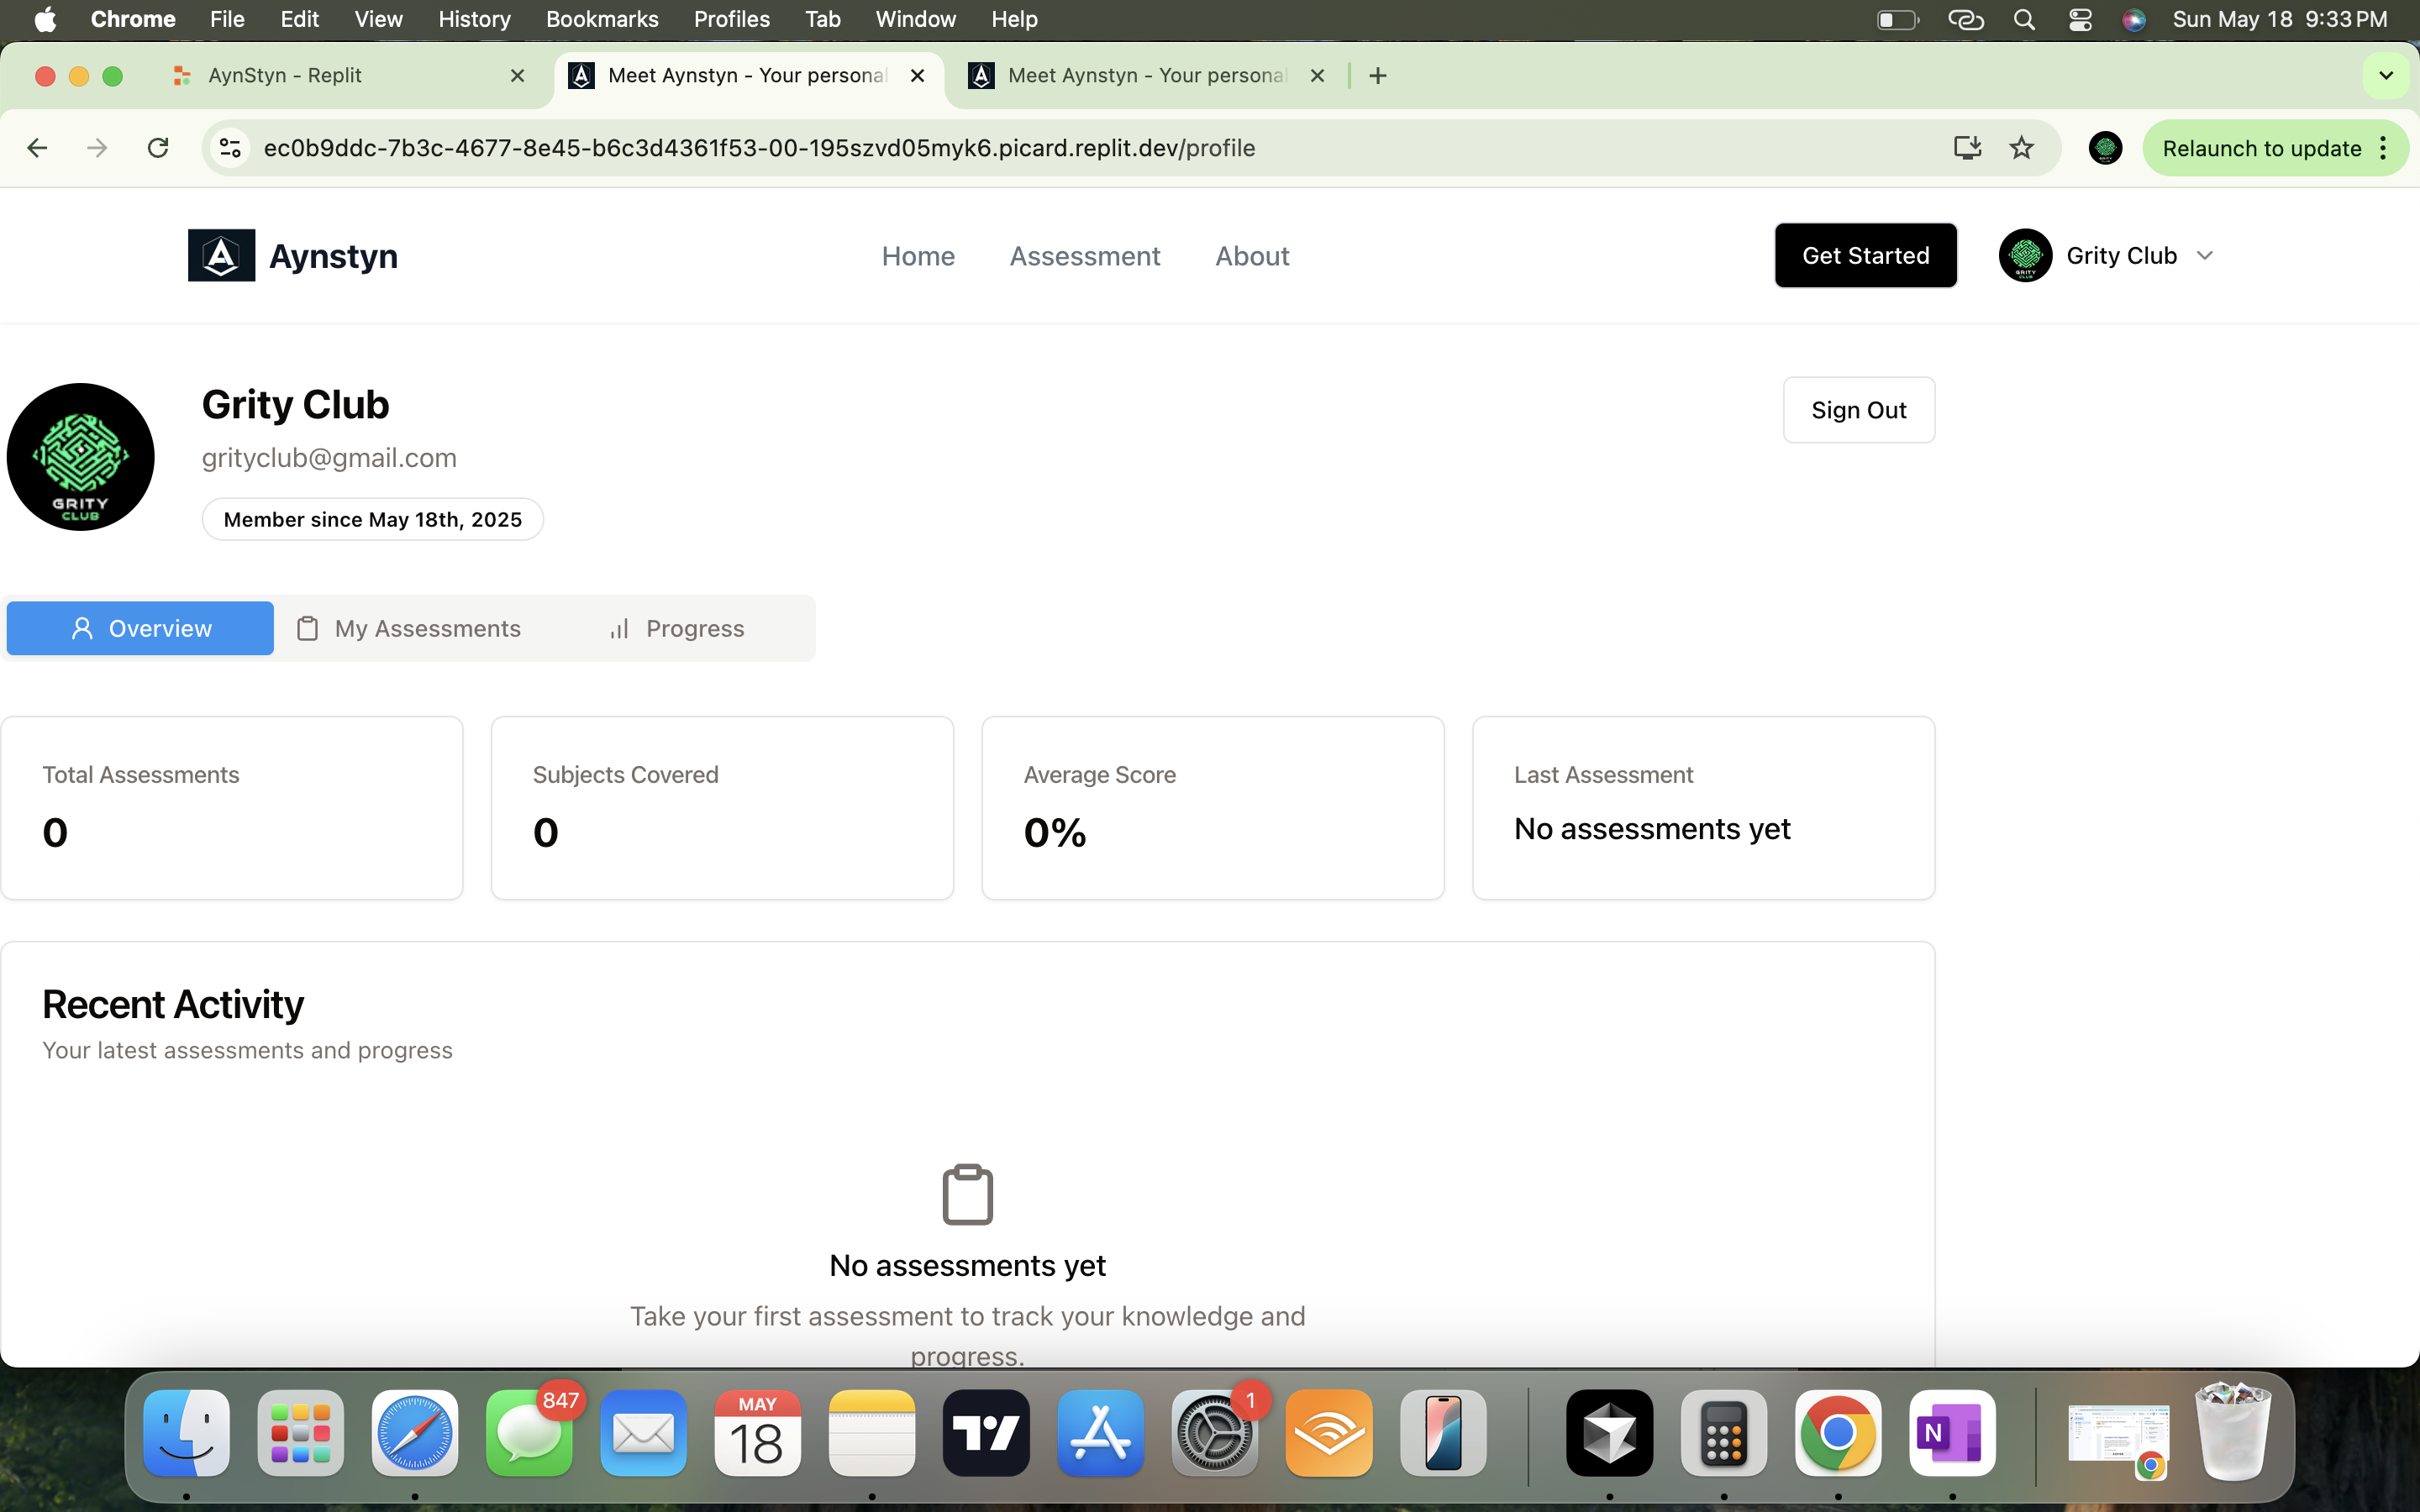 Chrome File Edit View History Bookmarks Profiles Tab Window Help Sun May 18 9:33 PM
AynStyn - Replit Meet Aynstyn - Your personal Meet Aynstyn - Your personal
ec0b9ddc-7b3c-4677-8e45-b6c3d4361f53-00-195szvd05myk6.picard.replit.dev/profile Relaunch to update
Aynstyn Home Assessment About Get Started Grity Club
Grity Club Sign Out
grityclub@gmail.com
GRITY
CLUB
Member since May 18th, 2025
Overview My Assessments Progress
Total Assessments Subjects Covered Average Score Last Assessment
0 0 0% No assessments yet
Recent Activity
Your latest assessments and progress
No assessments yet
Take your first assessment to track your knowledge and
progress.
847 MAY 1
18 N